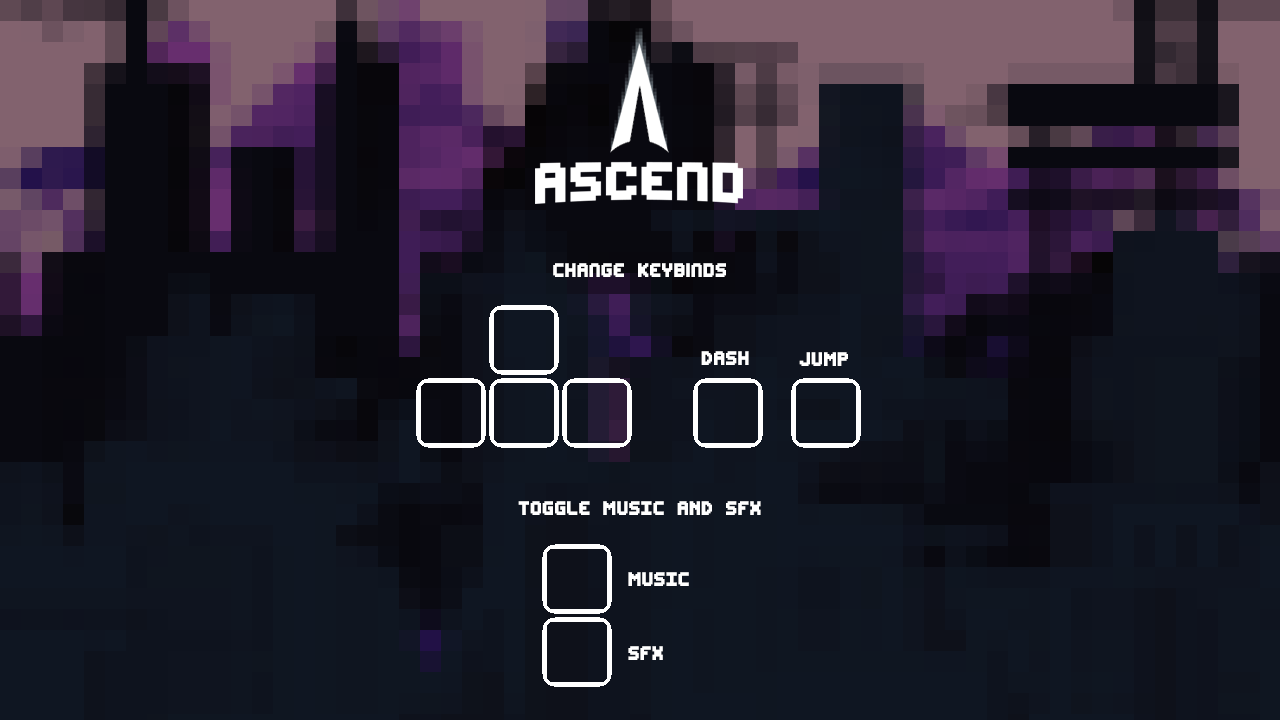 ASCEND
CHANGE KEYBINDS
DASH JUMP
TOGGLE MUSIC AND SFX
MUSIC
SFX